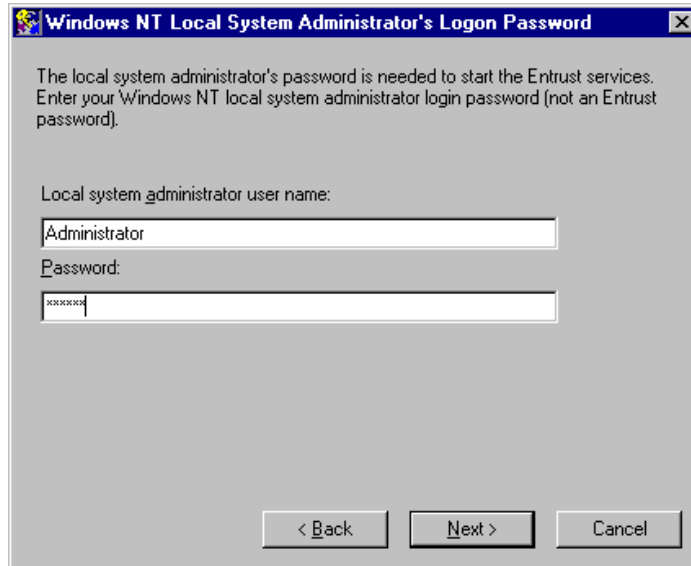 Windows NT Local System Administrator's Logon Password
The local system administrator's password is needed to start the Entrust services.
Enter your Windows NT local system administrator login password (not an Entrust
password).
Local system administrator user name:
Administrator
Password:
******
< Back Next > Cancel